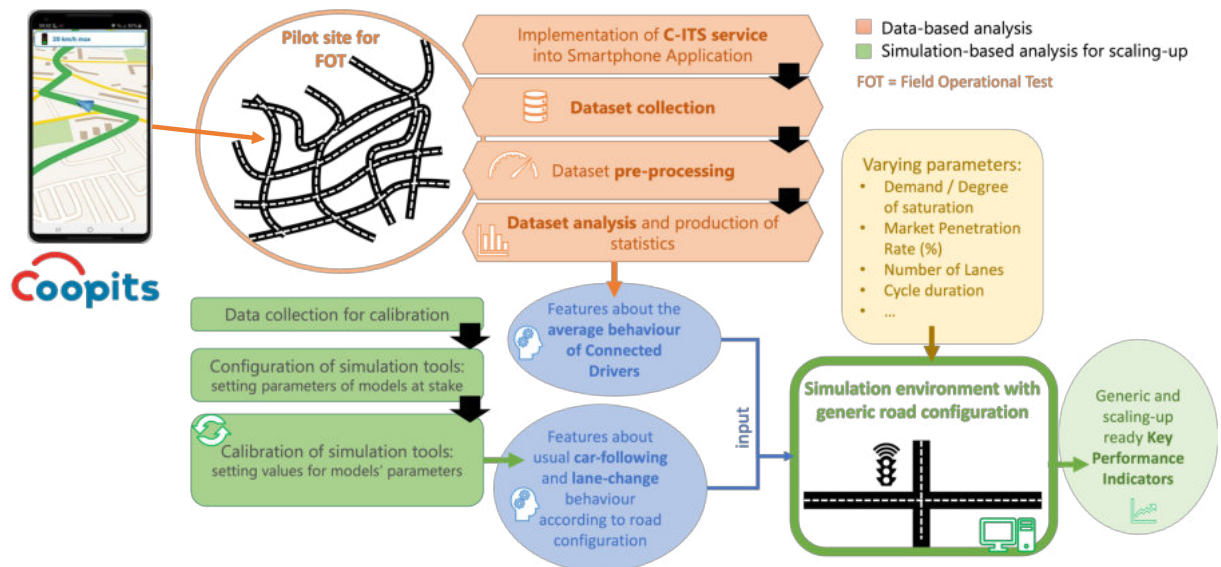 20 km/h max
Coopits
Pilot site for
FOT
Implementation of C-ITS service
into Smartphone Application
Dataset collection
Dataset pre-processing
Dataset analysis and production of
statistics
Data-based analysis
Simulation-based analysis for scaling-up
FOT = Field Operational Test
Varying parameters:
• Demand / Degree
of saturation
• Market Penetration
Rate (%)
• Number of Lanes
• Cycle duration
• ...
Data collection for calibration
Configuration of simulation tools:
setting parameters of models at stake
Calibration of simulation tools:
setting values for models' parameters
Features about the
average behaviour
of Connected
Drivers
Features about
usual car-following
and lane-change
behaviour
according to road
configuration
input
Simulation environment with
generic road configuration
Generic and
scaling-up
ready Key
Performance
Indicators